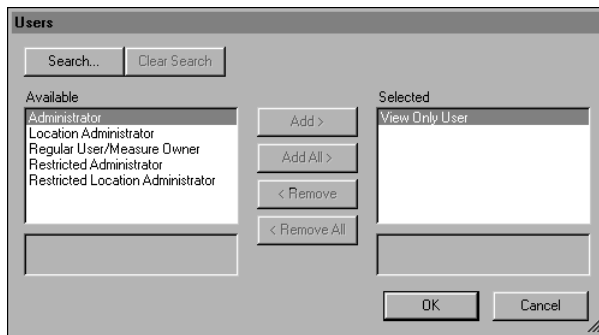 Users
Search...
Clear Search
Available
Selected
Administrator
Location Administrator
Regular User/Measure Owner
Restricted Administrator
Restricted Location Administrator
Add >
Add All >
< Remove
< Remove All
View Only User
OK
Cancel